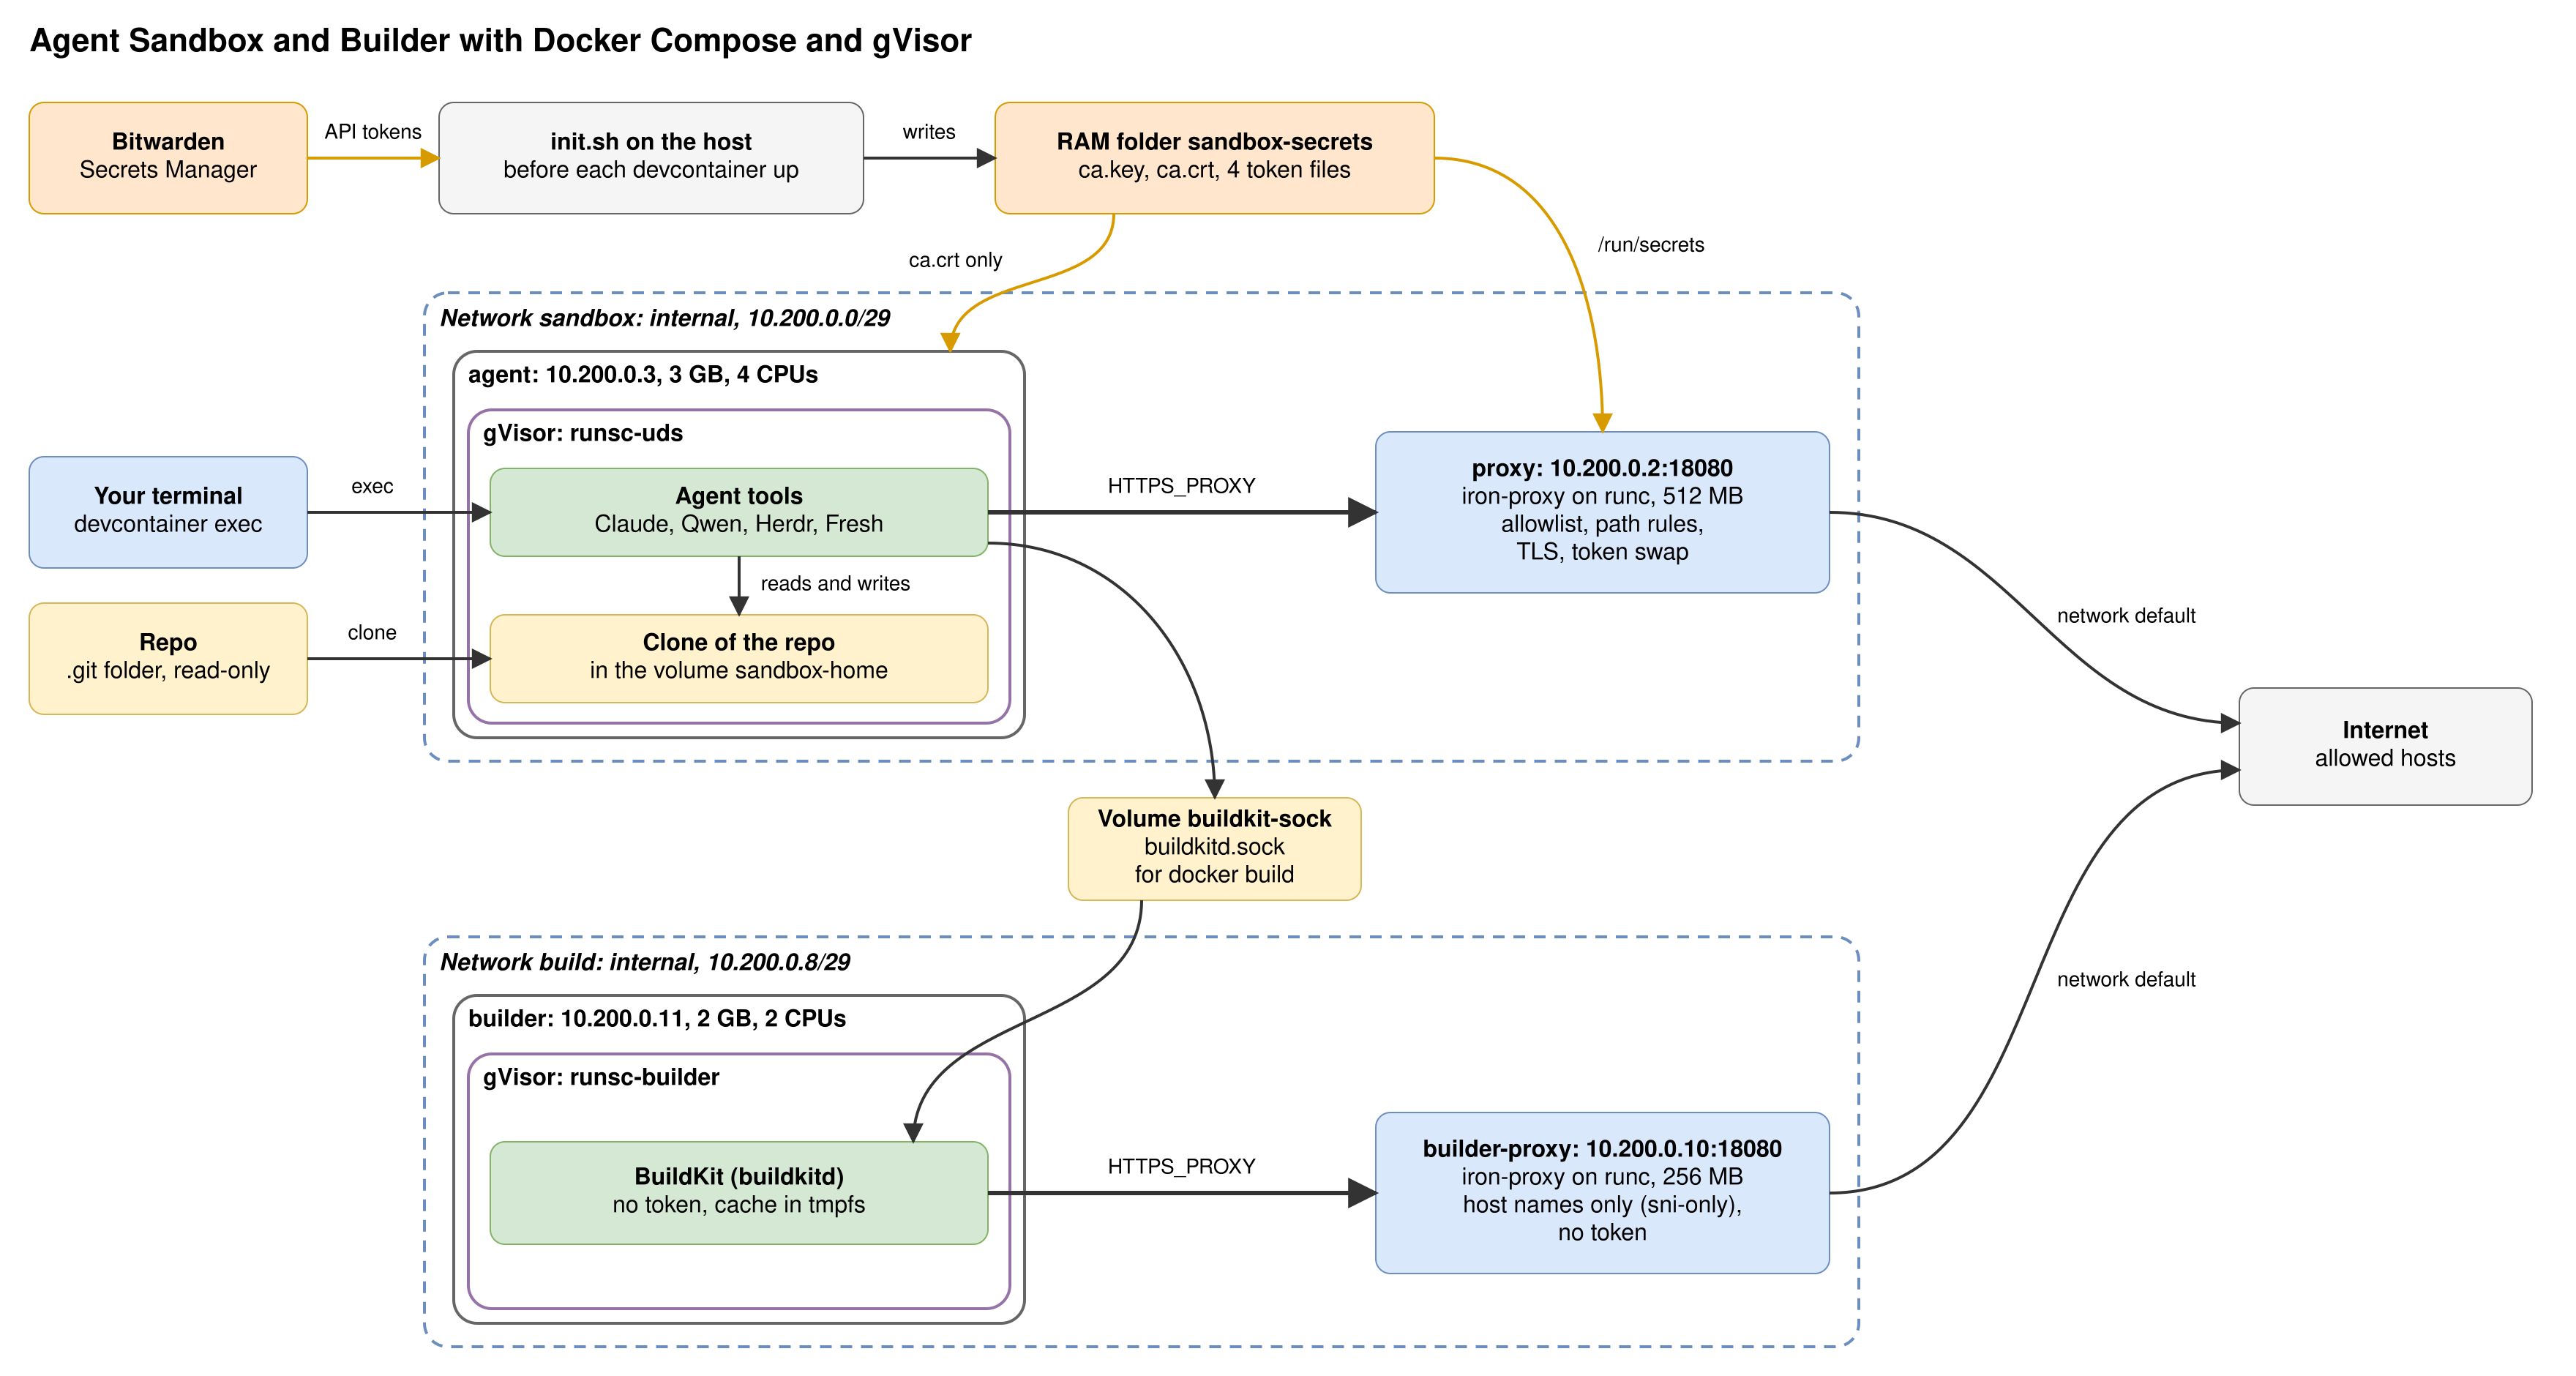 Agent Sandbox and Builder with Docker Compose and gVisor
Bitwarden
Secrets Manager
API tokens
init.sh on the host
before each devcontainer up
writes
RAM folder sandbox-secrets
ca.key, ca.crt, 4 token files
ca.crt only
/run/secrets
Network sandbox: internal, 10.200.0.0/29
agent: 10.200.0.3, 3 GB, 4 CPUs
gVisor: runsc-uds
Your terminal
devcontainer exec
exec
Agent tools
Claude, Qwen, Herdr, Fresh
HTTPS_PROXY
proxy: 10.200.0.2:18080
iron-proxy on runc, 512 MB
allowlist, path rules,
TLS, token swap
reads and writes
Repo
.git folder, read-only
clone
Clone of the repo
in the volume sandbox-home
network default
Internet
allowed hosts
Volume buildkit-sock
buildkitd.sock
for docker build
Network build: internal, 10.200.0.8/29
builder: 10.200.0.11, 2 GB, 2 CPUs
gVisor: runsc-builder
network default
BuildKit (buildkitd)
no token, cache in tmpfs
HTTPS_PROXY
builder-proxy: 10.200.0.10:18080
iron-proxy on runc, 256 MB
host names only (sni-only),
no token